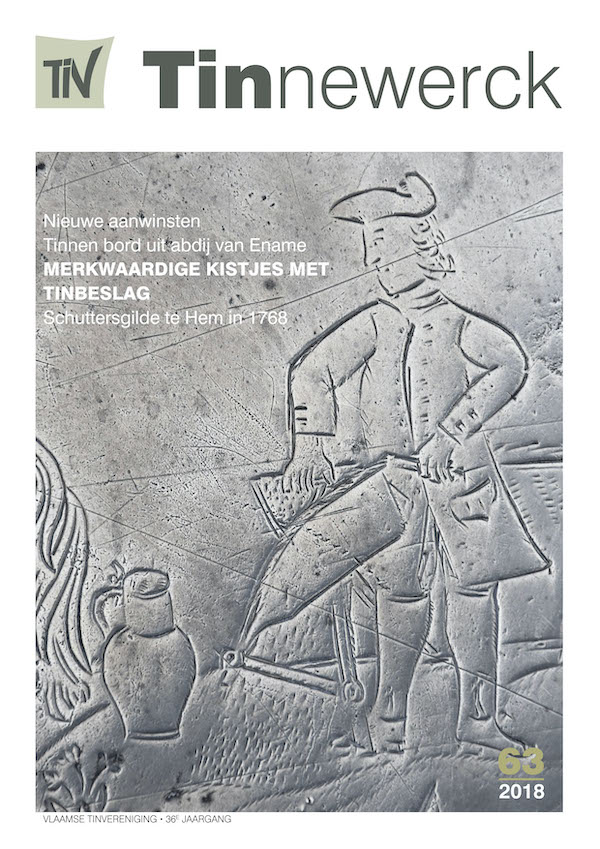 TiN
Tinnewerck
Nieuwe aanwinsten
Tinnen bord uit abdij van Ename
MERKWAARDIGE KISTJES MET
TINBESLAG
Schuttersgilde te Hem in 1768
63
2018
VLAAMSE TINVERENIGING • 36E JAARGANG